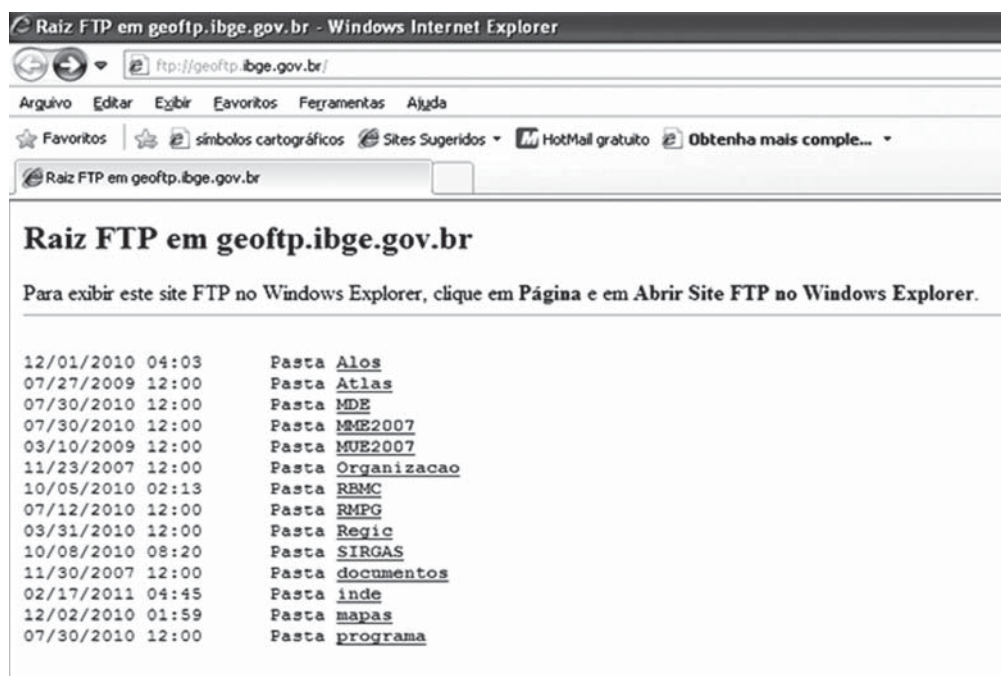 Raiz FTP em geoftp.ibge.gov.br - Windows Internet Explorer
ftp://geoftp.ibge.gov.br/
Arquivo Editar Exibir Favoritos Ferramentas Ajuda
Favoritos símbolos cartográficos Sites Sugeridos HotMail gratuito Obtenha mais comple...
Raiz FTP em geoftp.ibge.gov.br
Raiz FTP em geoftp.ibge.gov.br
Para exibir este site FTP no Windows Explorer, clique em Página e em Abrir Site FTP no Windows Explorer.
12/01/2010 04:03 Pasta Alos
07/27/2009 12:00 Pasta Atlas
07/30/2010 12:00 Pasta MDE
07/30/2010 12:00 Pasta MME2007
03/10/2009 12:00 Pasta MUE2007
11/23/2007 12:00 Pasta Organizacao
10/05/2010 02:13 Pasta RBMC
07/12/2010 12:00 Pasta RMPG
03/31/2010 12:00 Pasta Regic
10/08/2010 08:20 Pasta SIRGAS
11/30/2007 12:00 Pasta documentos
02/17/2011 04:45 Pasta inde
12/02/2010 01:59 Pasta mapas
07/30/2010 12:00 Pasta programa